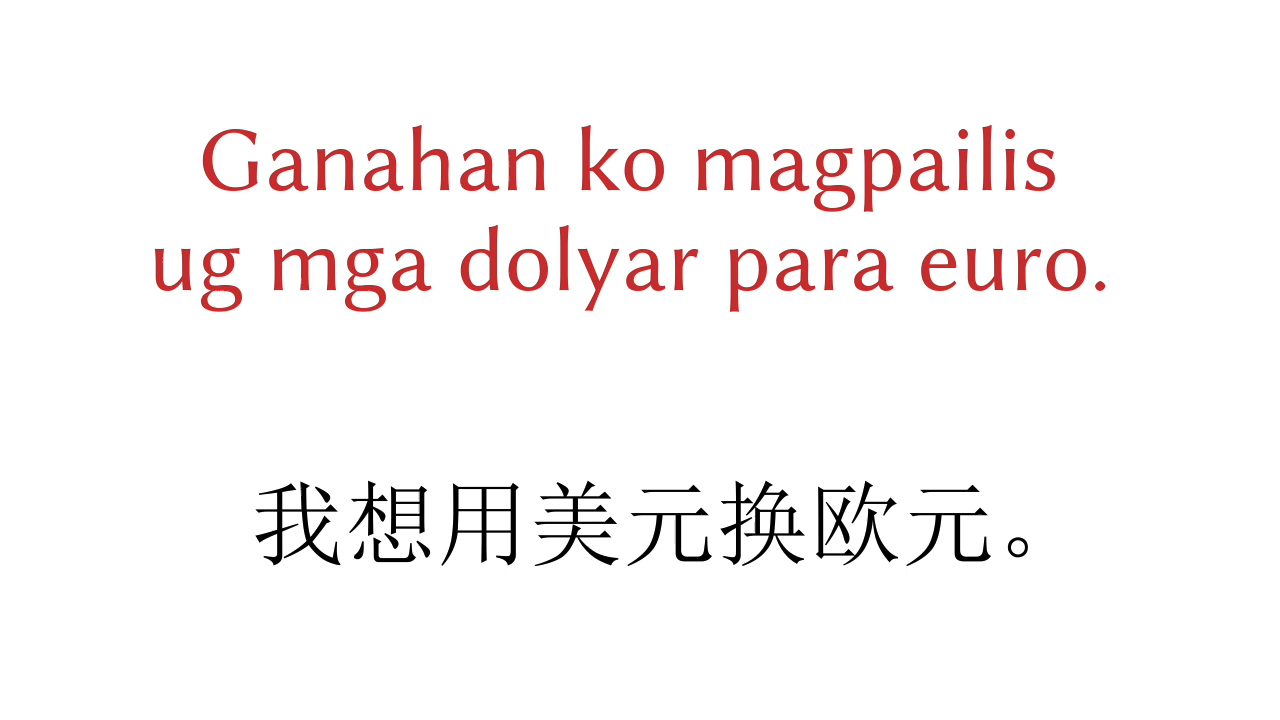 Ganahan ko magpailis
ug mga dolyar para euro.
我想用美元换欧元。